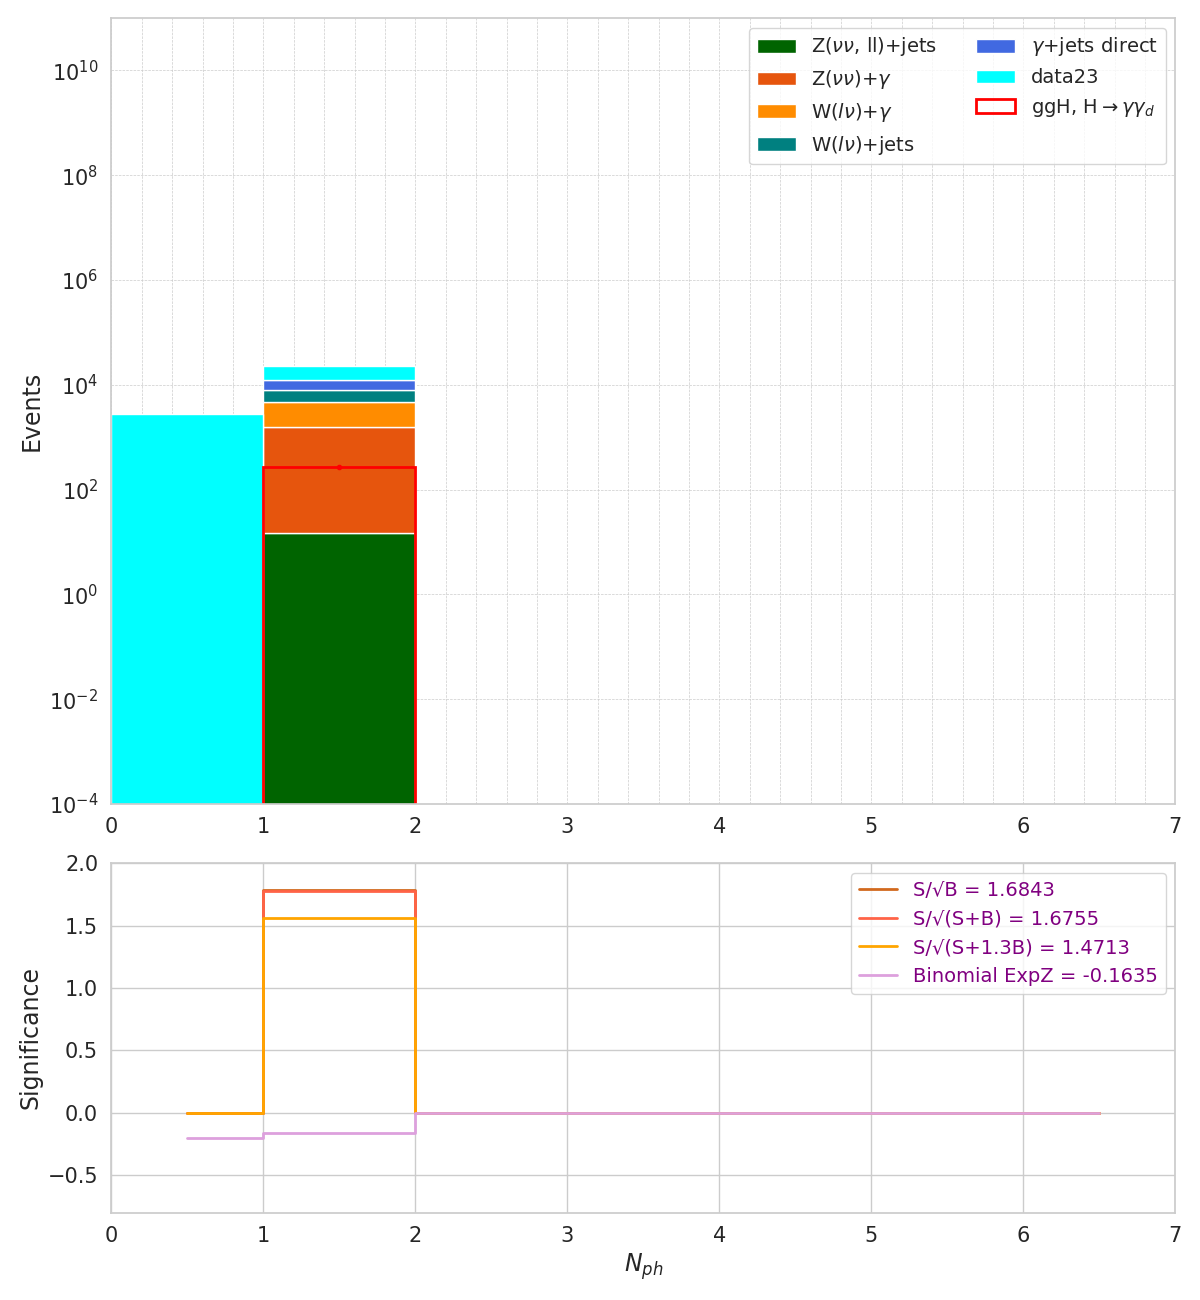 Z(νν, ll)+jets
Z(νν)+γ
W(lν)+γ
W(lν)+jets
γ+jets direct
data23
ggH, H→γγ_d
Events
10^10
10^8
10^6
10^4
10^2
10^0
10^−2
10^−4
0 1 2 3 4 5 6 7
Significance
2.0
1.5
1.0
0.5
0.0
−0.5
S/√B = 1.6843
S/√(S+B) = 1.6755
S/√(S+1.3B) = 1.4713
Binomial ExpZ = -0.1635
0 1 2 3 4 5 6 7
N_ph